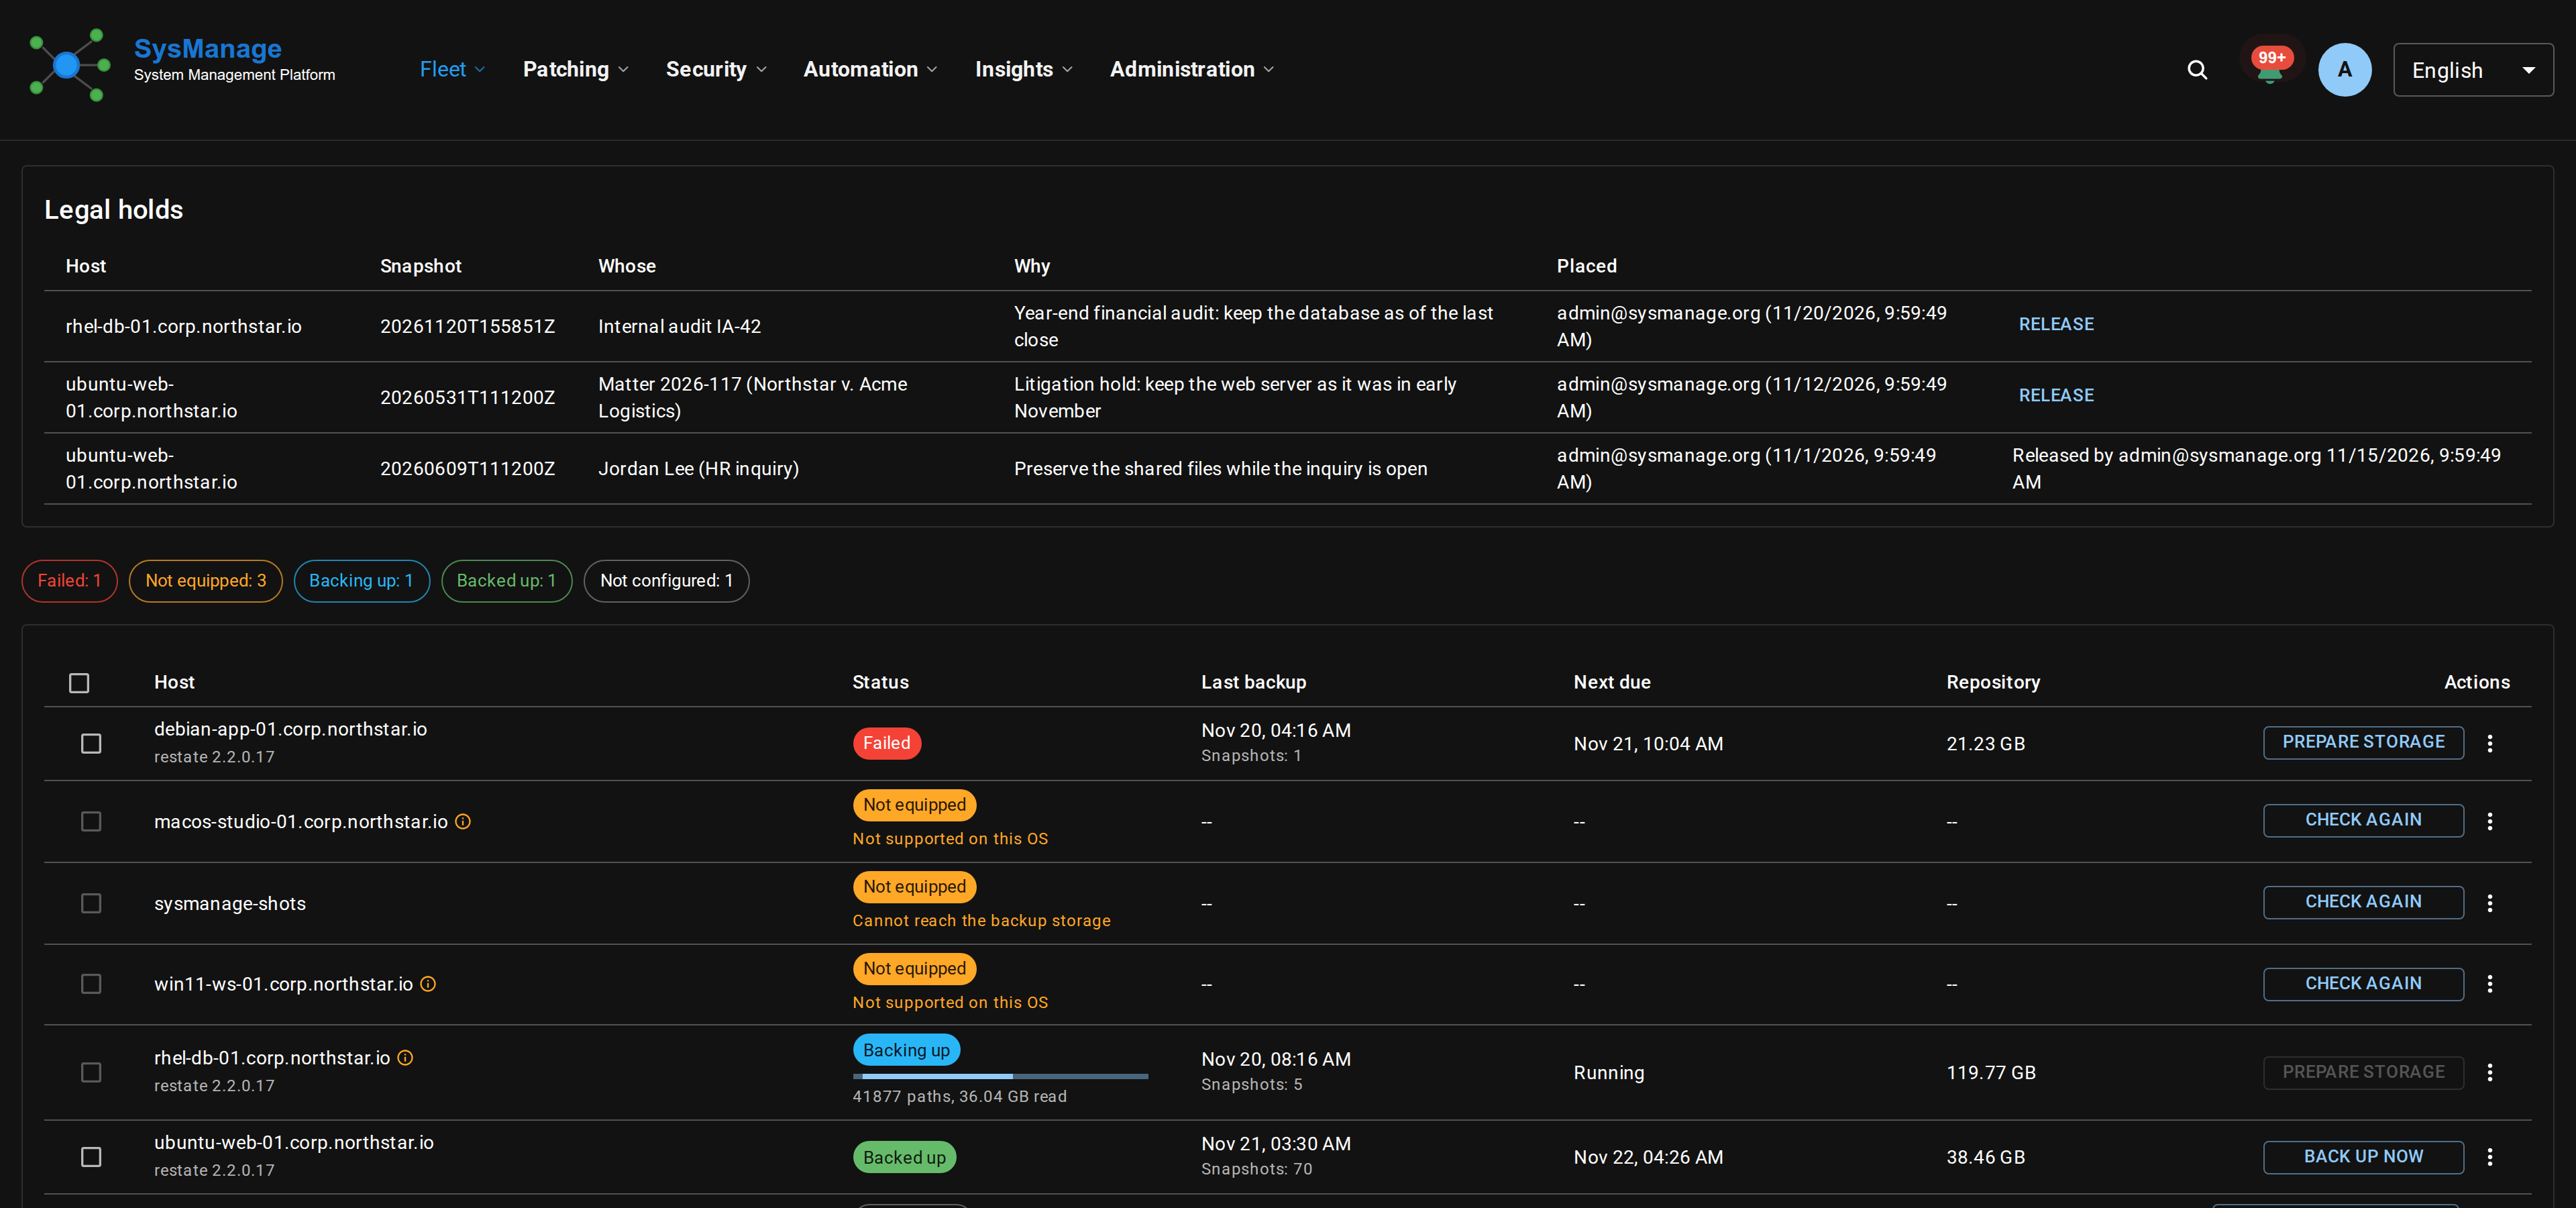 SysManage
System Management Platform
Fleet
Patching
Security
Automation
Insights
Administration
99+
A
English
Legal holds
Host Snapshot Whose Why Placed
rhel-db-01.corp.northstar.io 20261120T155851Z Internal audit IA-42 Year-end financial audit: keep the database as of the last close admin@sysmanage.org (11/20/2026, 9:59:49 AM) RELEASE
ubuntu-web-01.corp.northstar.io 20260531T111200Z Matter 2026-117 (Northstar v. Acme Logistics) Litigation hold: keep the web server as it was in early November admin@sysmanage.org (11/12/2026, 9:59:49 AM) RELEASE
ubuntu-web-01.corp.northstar.io 20260609T111200Z Jordan Lee (HR inquiry) Preserve the shared files while the inquiry is open admin@sysmanage.org (11/1/2026, 9:59:49 AM) Released by admin@sysmanage.org 11/15/2026, 9:59:49 AM
Failed: 1
Not equipped: 3
Backing up: 1
Backed up: 1
Not configured: 1
Host Status Last backup Next due Repository Actions
debian-app-01.corp.northstar.io
restate 2.2.0.17
Failed
Nov 20, 04:16 AM
Snapshots: 1
Nov 21, 10:04 AM
21.23 GB
PREPARE STORAGE
macos-studio-01.corp.northstar.io
Not equipped
Not supported on this OS
--
--
--
CHECK AGAIN
sysmanage-shots
Not equipped
Cannot reach the backup storage
--
--
--
CHECK AGAIN
win11-ws-01.corp.northstar.io
Not equipped
Not supported on this OS
--
--
--
CHECK AGAIN
rhel-db-01.corp.northstar.io
restate 2.2.0.17
Backing up
41877 paths, 36.04 GB read
Nov 20, 08:16 AM
Snapshots: 5
Running
119.77 GB
PREPARE STORAGE
ubuntu-web-01.corp.northstar.io
restate 2.2.0.17
Backed up
Nov 21, 03:30 AM
Snapshots: 70
Nov 22, 04:26 AM
38.46 GB
BACK UP NOW